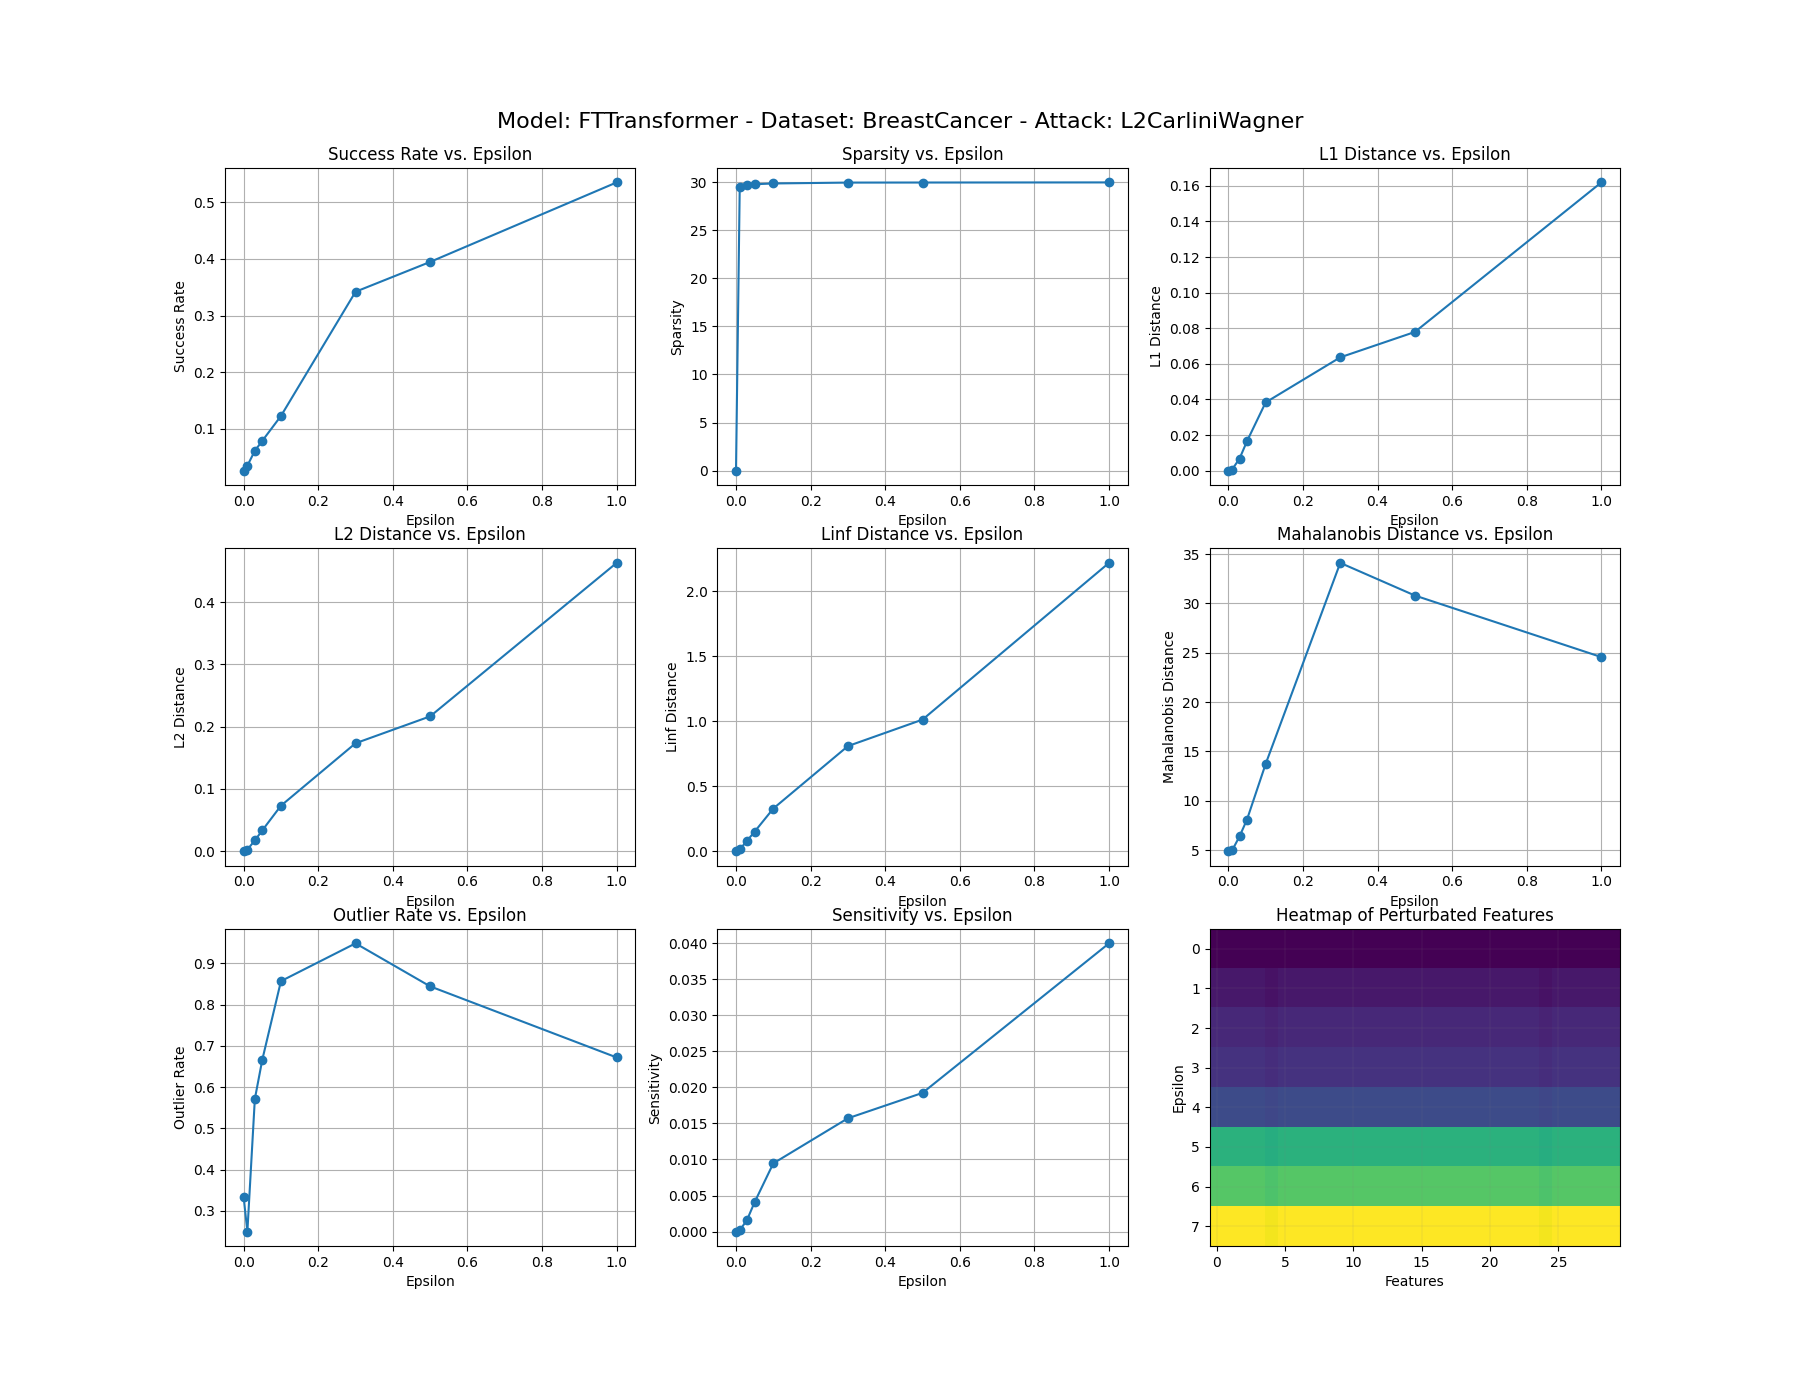 Model: FTTransformer - Dataset: BreastCancer - Attack: L2CarliniWagner
Success Rate vs. Epsilon
0.5
0.4
0.3
0.2
0.1
Success Rate
0.0 0.2 0.4 0.6 0.8 1.0
Epsilon
Sparsity vs. Epsilon
30
25
20
15
10
5
0
Sparsity
0.0 0.2 0.4 0.6 0.8 1.0
Epsilon
L1 Distance vs. Epsilon
0.16
0.14
0.12
0.10
0.08
0.06
0.04
0.02
0.00
L1 Distance
0.0 0.2 0.4 0.6 0.8 1.0
Epsilon
L2 Distance vs. Epsilon
0.4
0.3
0.2
0.1
0.0
L2 Distance
0.0 0.2 0.4 0.6 0.8 1.0
Epsilon
Linf Distance vs. Epsilon
2.0
1.5
1.0
0.5
0.0
Linf Distance
0.0 0.2 0.4 0.6 0.8 1.0
Epsilon
Mahalanobis Distance vs. Epsilon
35
30
25
20
15
10
5
Mahalanobis Distance
0.0 0.2 0.4 0.6 0.8 1.0
Epsilon
Outlier Rate vs. Epsilon
0.9
0.8
0.7
0.6
0.5
0.4
0.3
Outlier Rate
0.0 0.2 0.4 0.6 0.8 1.0
Epsilon
Sensitivity vs. Epsilon
0.040
0.035
0.030
0.025
0.020
0.015
0.010
0.005
0.000
Sensitivity
0.0 0.2 0.4 0.6 0.8 1.0
Epsilon
Heatmap of Perturbated Features
0
1
2
3
4
5
6
7
Epsilon
0 5 10 15 20 25
Features